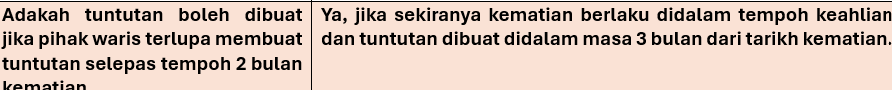 Adakah tuntutan boleh dibuat
jika pihak waris terlupa membuat
tuntutan selepas tempoh 2 bulan
kematian
Ya, jika sekiranya kematian berlaku didalam tempoh keahlian
dan tuntutan dibuat didalam masa 3 bulan dari tarikh kematian.